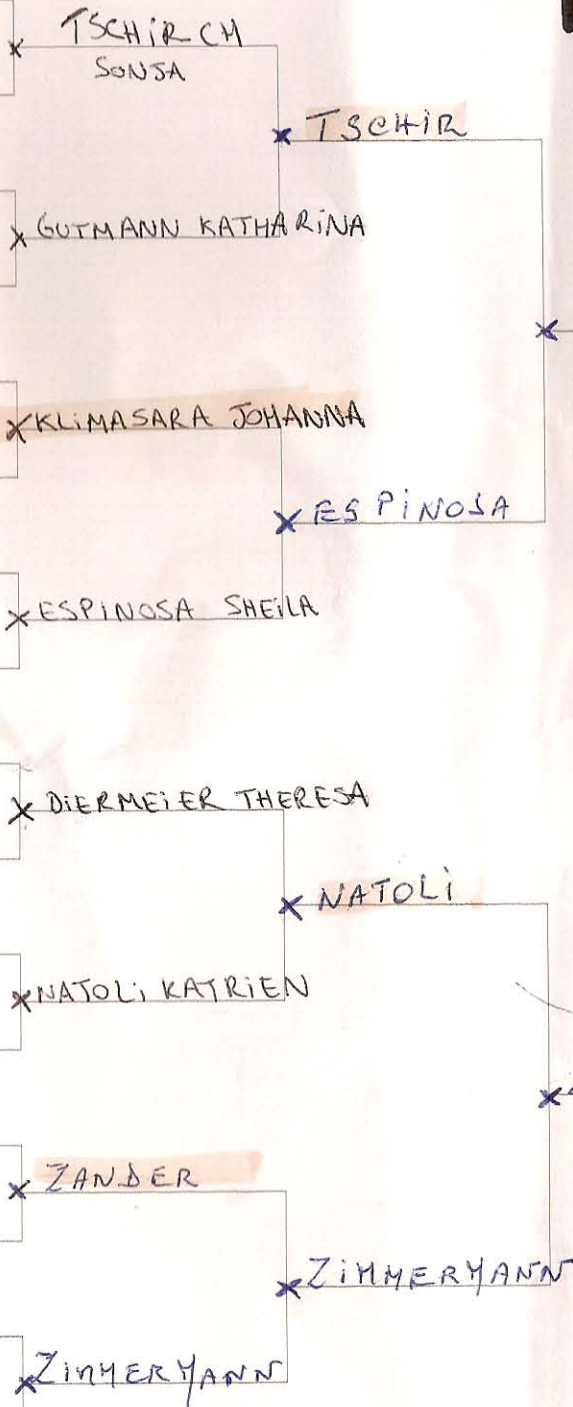 TSCHiRCH
SONJA
TSCHiR
GUTMANN KATHARiNA
KLiMASARA JOHANNA
ESPiNOSA
ESPiNOSA SHEiLA
DiERMEiER THERESA
NATOLi
NATOLi KATRiEN
ZANDER
ZiMMERMANN
ZiMMERMANN